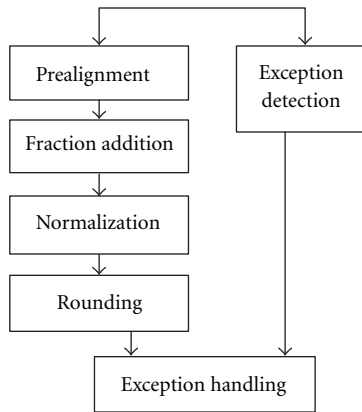 Prealignment
Exception
detection
Fraction addition
Normalization
Rounding
Exception handling